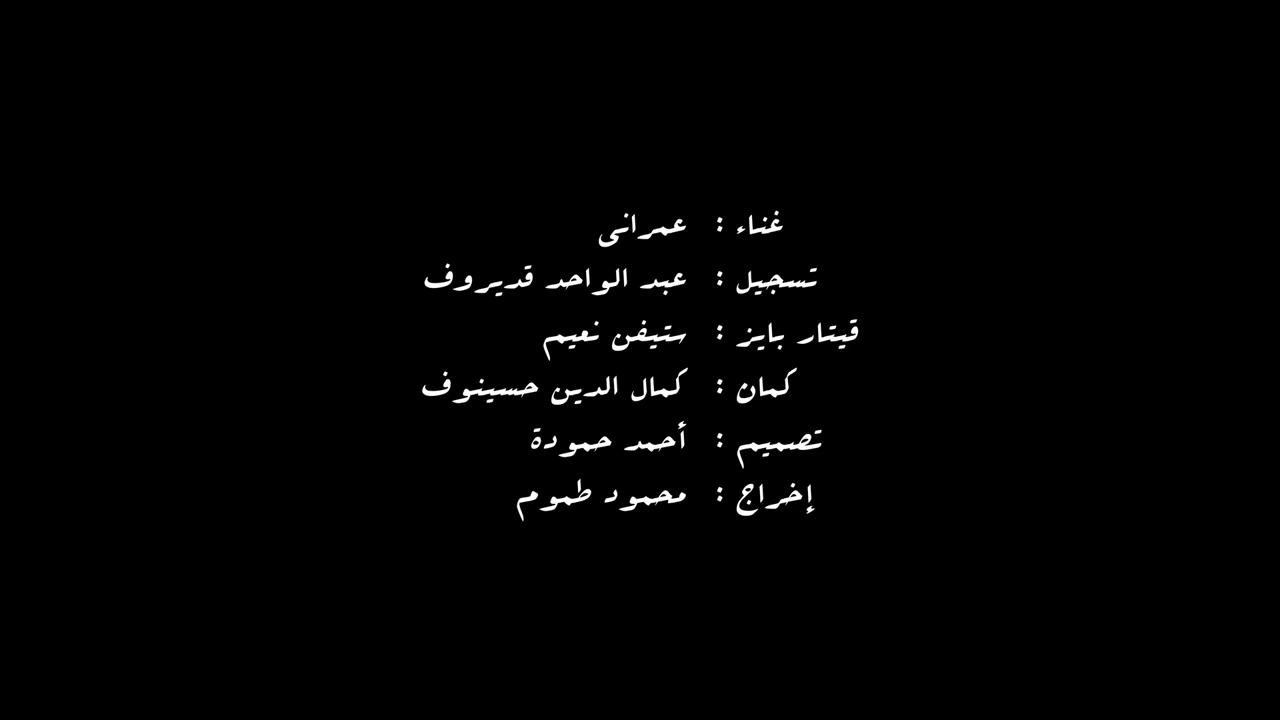 غناء : عمرانى
تسجيل : عبد الواحد قديروف
قيتار بايز : ستيفن نعيم
كمان : كمال الدين حسينوف
تصميم : أحمد حمودة
إخراج : محمود طموم